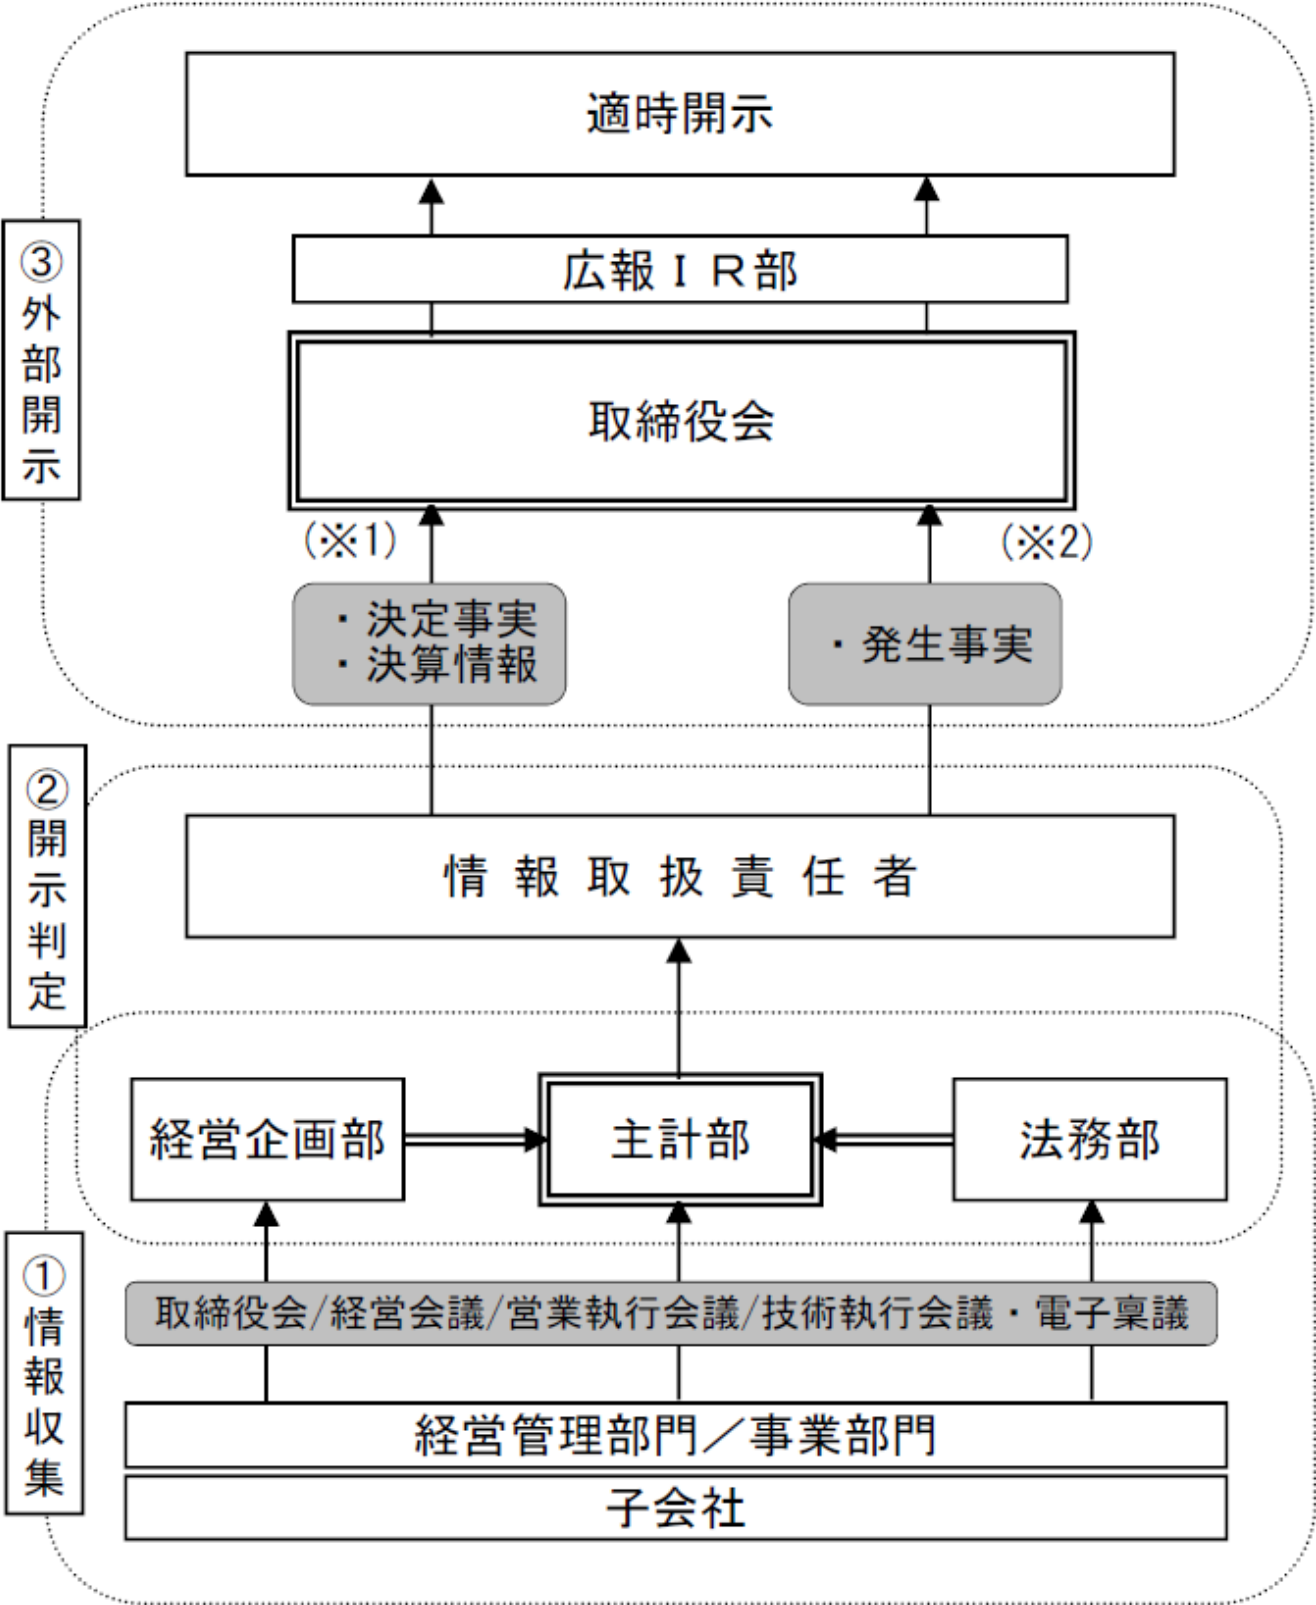 適時開示
広報ＩＲ部
③外部開示
取締役会
(※1)
(※2)
・決定事実
・決算情報
・発生事実
②開示判定
情報取扱責任者
経営企画部
主計部
法務部
①情報収集
取締役会/経営会議/営業執行会議/技術執行会議・電子稟議
経営管理部門／事業部門
子会社